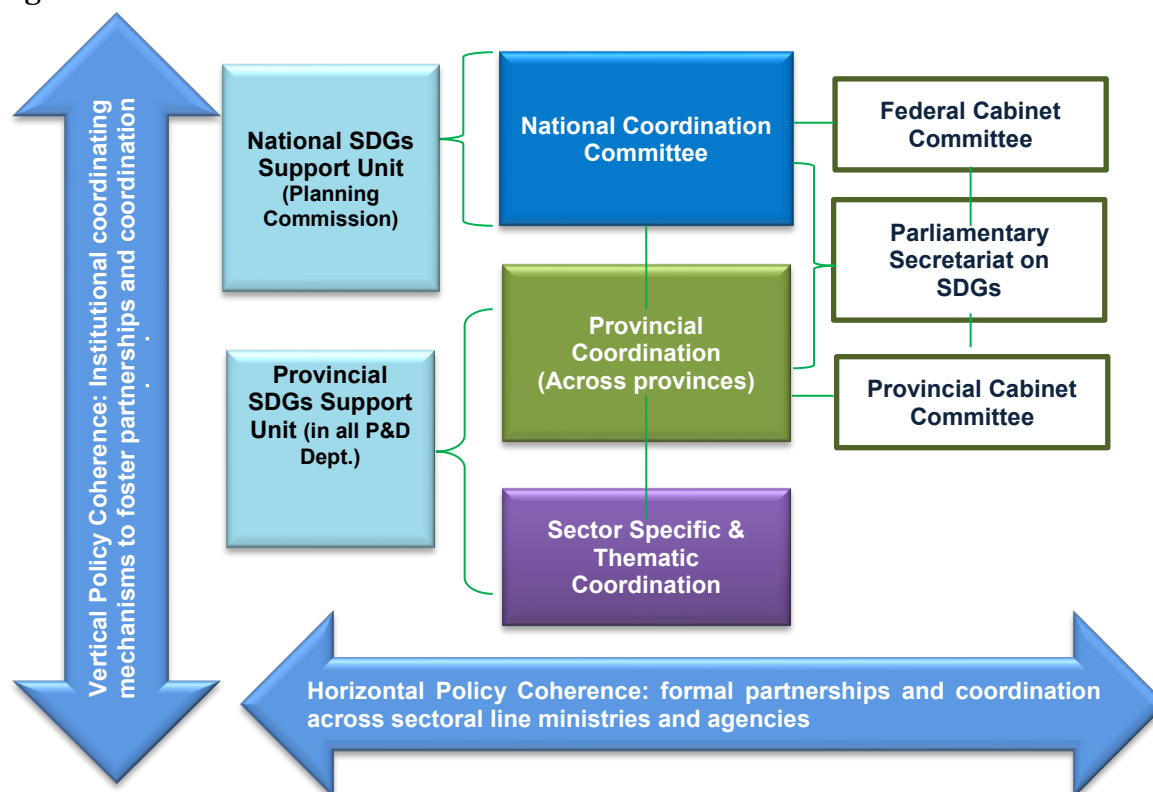 g
National SDGs
Support Unit
(Planning
Commission)
National Coordination
Committee
Federal Cabinet
Committee
Parliamentary
Secretariat on
SDGs
Provincial
Coordination
(Across provinces)
Provincial
SDGs Support
Unit (in all P&D
Dept.)
Provincial Cabinet
Committee
Sector Specific &
Thematic
Coordination
Vertical Policy Coherence: Institutional coordinating
mechanisms to foster partnerships and coordination
Horizontal Policy Coherence: formal partnerships and coordination
across sectoral line ministries and agencies